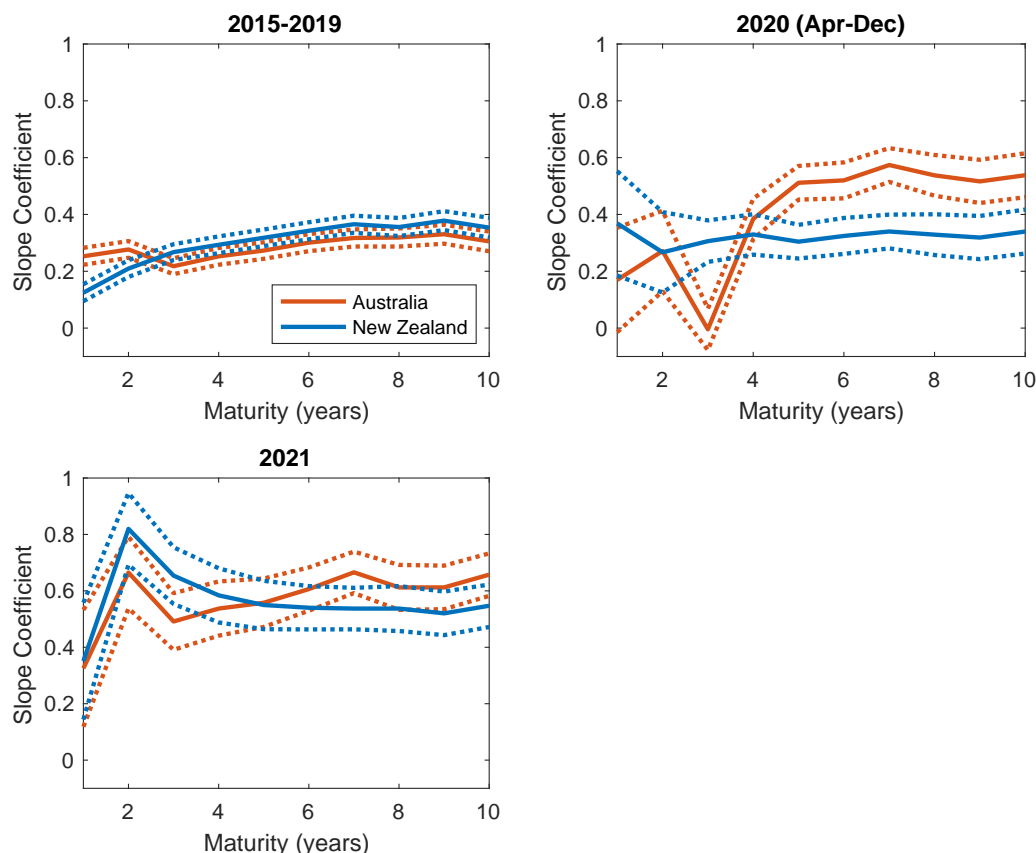 2015-2019
1
0.8
0.6
0.4
0.2
0
Slope Coefficient
Australia
New Zealand
2 4 6 8 10
Maturity (years)
2020 (Apr-Dec)
1
0.8
0.6
0.4
0.2
0
Slope Coefficient
2 4 6 8 10
Maturity (years)
2021
1
0.8
0.6
0.4
0.2
0
Slope Coefficient
2 4 6 8 10
Maturity (years)